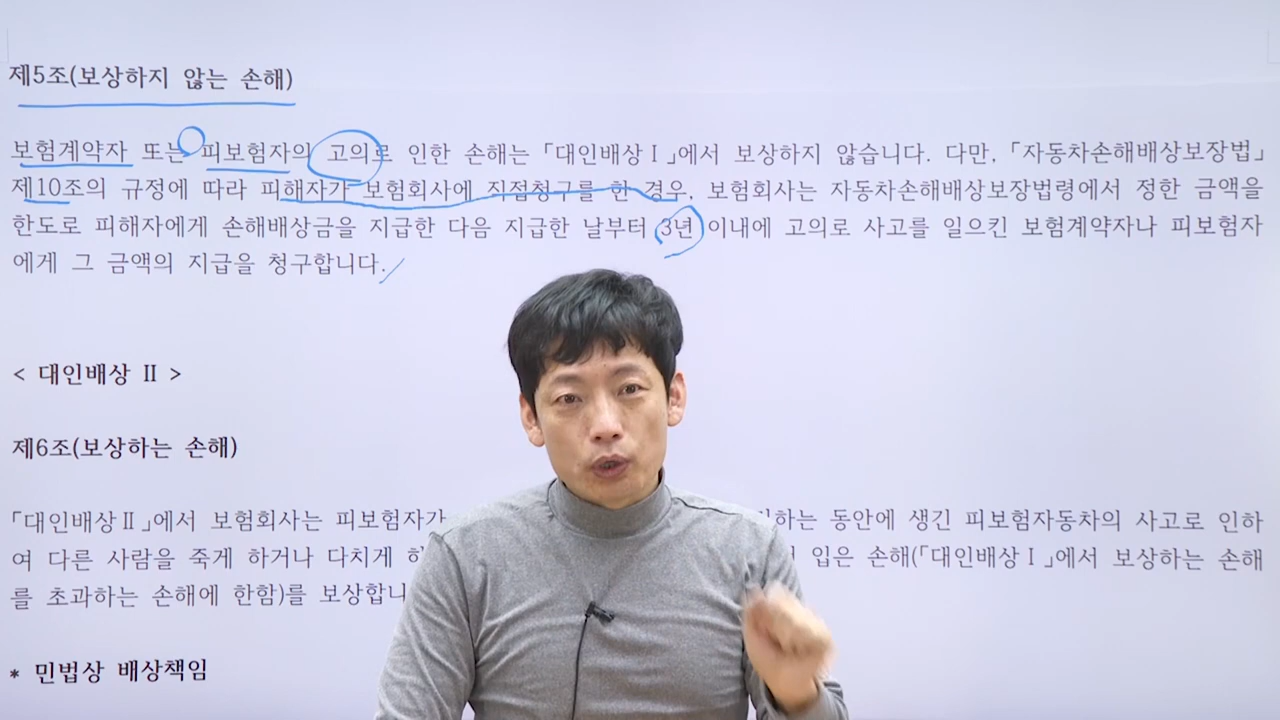 제5조(보상하지 않는 손해)
보험계약자 또는 피보험자의 고의로 인한 손해는 「대인배상Ⅰ」에서 보상하지 않습니다. 다만, 「자동차손해배상보장법」
제10조의 규정에 따라 피해자가 보험회사에 직접청구를 한 경우, 보험회사는 자동차손해배상보장법령에서 정한 금액을
한도로 피해자에게 손해배상금을 지급한 다음 지급한 날부터 3년 이내에 고의로 사고를 일으킨 보험계약자나 피보험자
에게 그 금액의 지급을 청구합니다.
< 대인배상 Ⅱ >
제6조(보상하는 손해)
「대인배상Ⅱ」에서 보험회사는 피보험자가 하는 동안에 생긴 피보험자동차의 사고로 인하
여 다른 사람을 죽게 하거나 다치게 입은 손해(「대인배상Ⅰ」에서 보상하는 손해
를 초과하는 손해에 한함)를 보상합니
* 민법상 배상책임